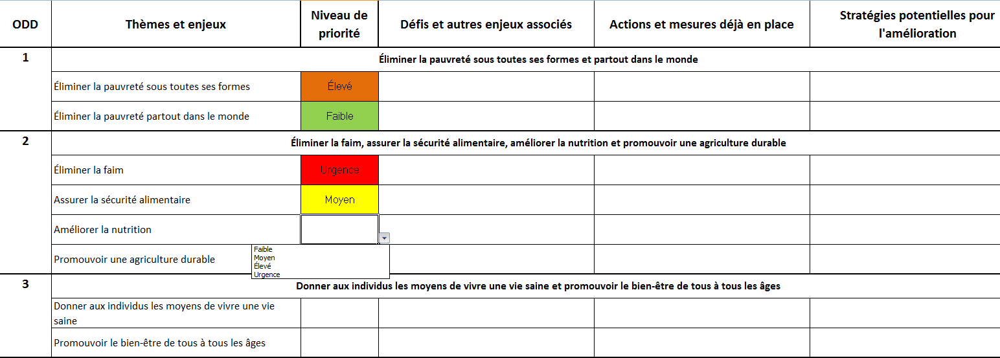 ODD
Thèmes et enjeux
Niveau de
priorité
Défis et autres enjeux associés
Actions et mesures déjà en place
Stratégies potentielles pour
l'amélioration
1
Éliminer la pauvreté sous toutes ses formes et partout dans le monde
Éliminer la pauvreté sous toutes ses formes
Élevé
Éliminer la pauvreté partout dans le monde
Faible
2
Éliminer la faim, assurer la sécurité alimentaire, améliorer la nutrition et promouvoir une agriculture durable
Éliminer la faim
Urgence
Assurer la sécurité alimentaire
Moyen
Améliorer la nutrition
Faible
Moyen
Élevé
Urgence
Promouvoir une agriculture durable
3
Donner aux individus les moyens de vivre une vie saine et promouvoir le bien-être de tous à tous les âges
Donner aux individus les moyens de vivre une vie
saine
Promouvoir le bien-être de tous à tous les âges